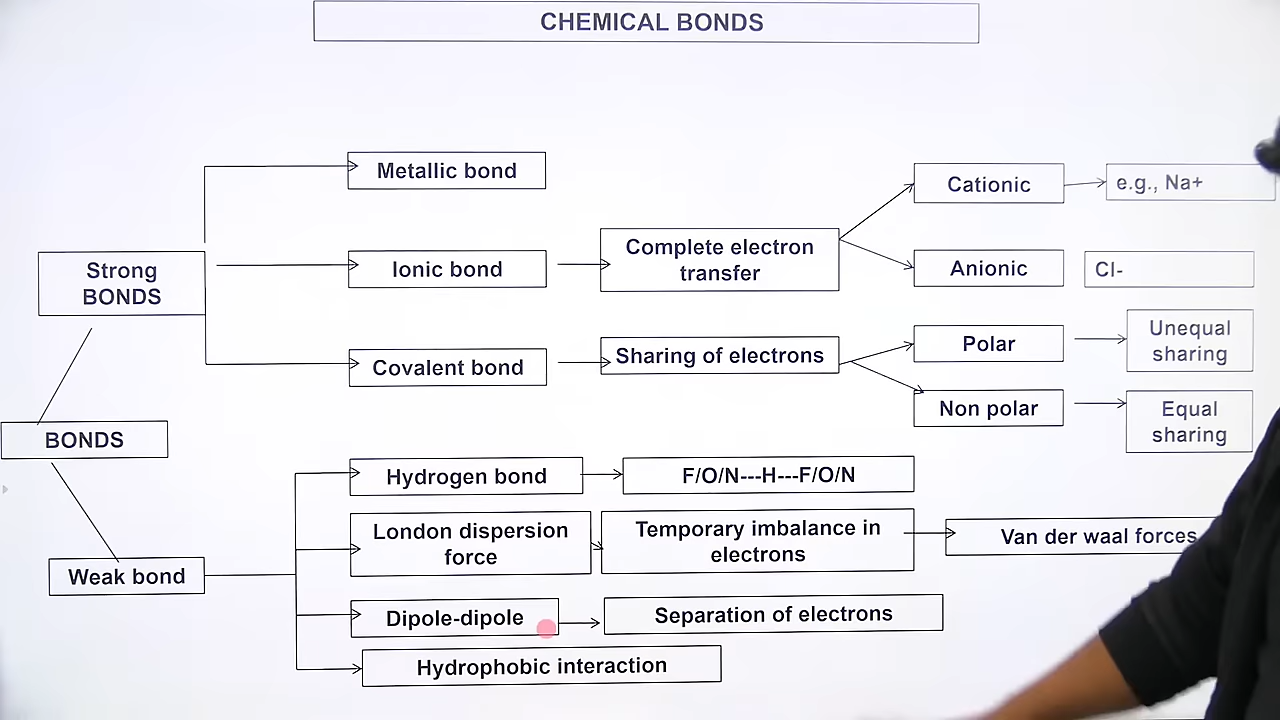 CHEMICAL BONDS
Metallic bond
Cationic
e.g., Na+
Strong
BONDS
Ionic bond
Complete electron
transfer
Anionic
Cl-
Covalent bond
Sharing of electrons
Polar
Unequal
sharing
Non polar
Equal
sharing
BONDS
Hydrogen bond
F/O/N---H---F/O/N
London dispersion
force
Temporary imbalance in
electrons
Van der waal forces
Weak bond
Dipole-dipole
Separation of electrons
Hydrophobic interaction